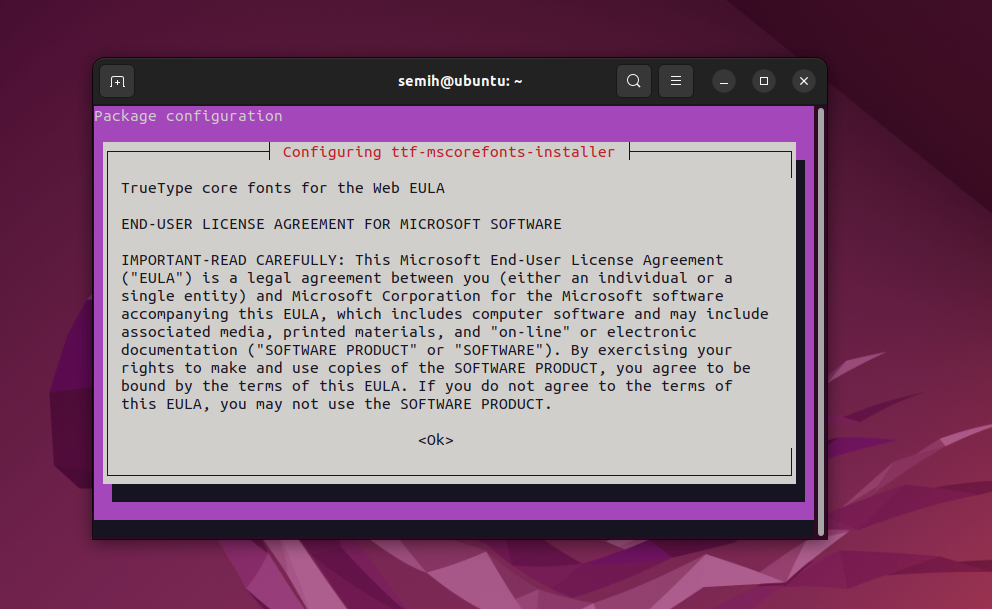 semih@ubuntu: ~
Package configuration
Configuring ttf-mscorefonts-installer
TrueType core fonts for the Web EULA
END-USER LICENSE AGREEMENT FOR MICROSOFT SOFTWARE
IMPORTANT-READ CAREFULLY: This Microsoft End-User License Agreement
("EULA") is a legal agreement between you (either an individual or a
single entity) and Microsoft Corporation for the Microsoft software
accompanying this EULA, which includes computer software and may include
associated media, printed materials, and "on-line" or electronic
documentation ("SOFTWARE PRODUCT" or "SOFTWARE"). By exercising your
rights to make and use copies of the SOFTWARE PRODUCT, you agree to be
bound by the terms of this EULA. If you do not agree to the terms of
this EULA, you may not use the SOFTWARE PRODUCT.
<Ok>